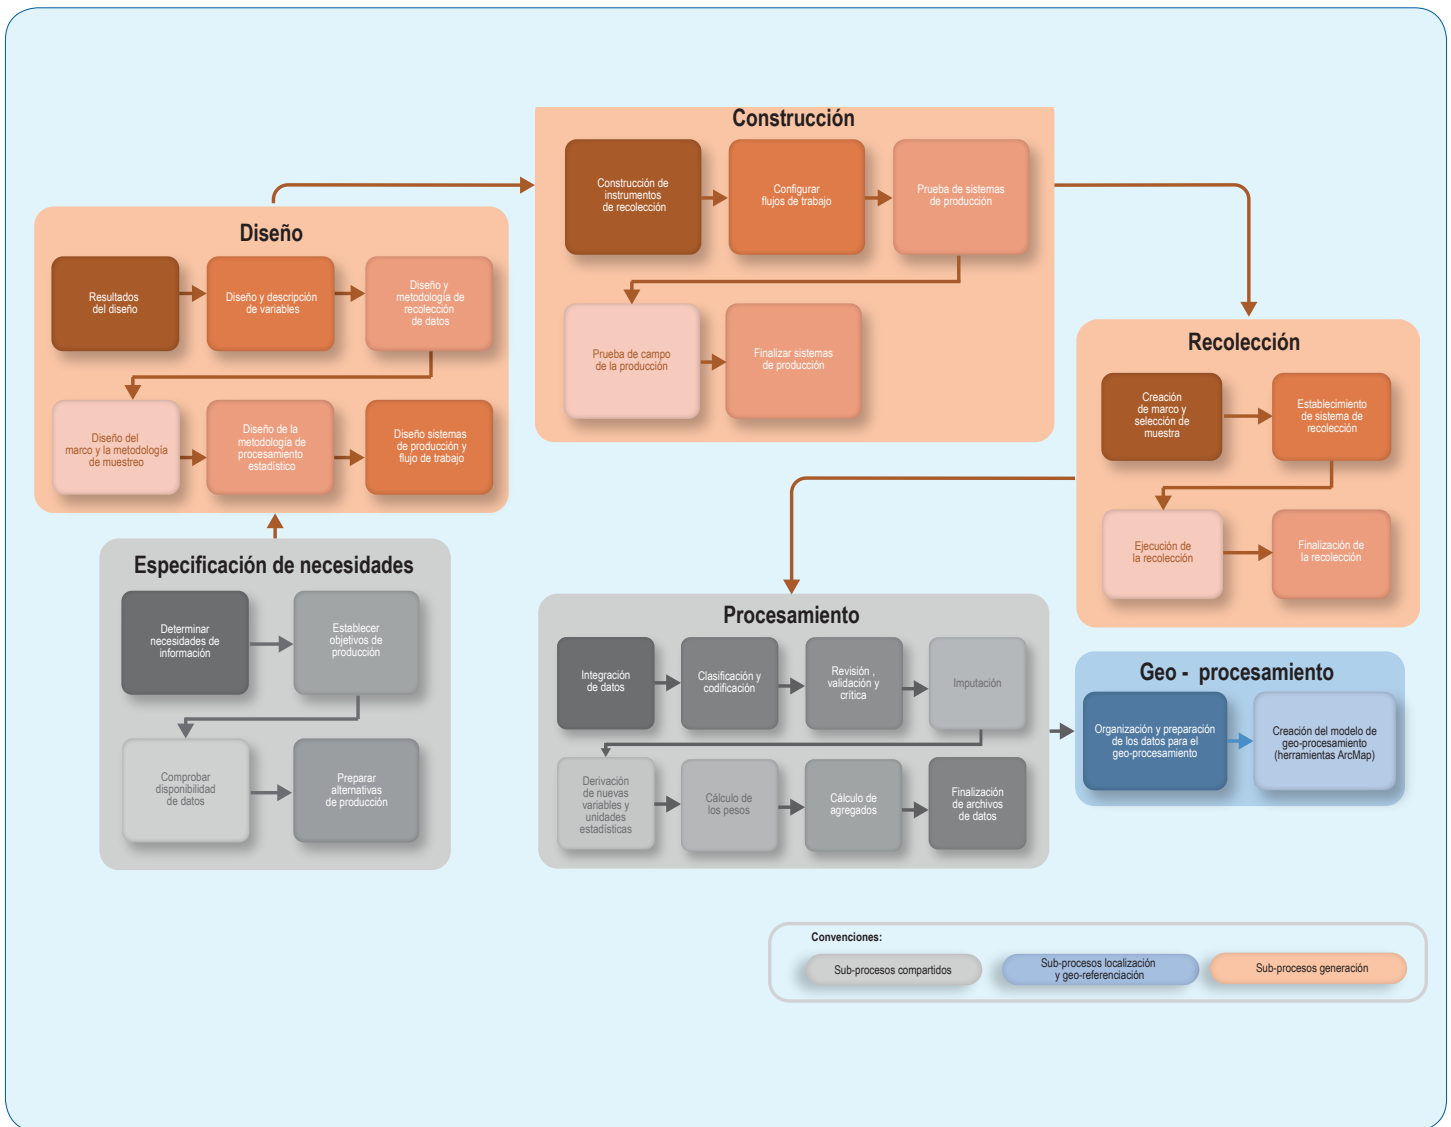 Construcción
Construcción de
instrumentos
de recolección
Configurar
flujos de trabajo
Prueba de sistemas
de producción
Prueba de campo
de la producción
Finalizar sistemas
de producción
Diseño
Resultados
del diseño
Diseño y descripción
de variables
Diseño y
metodología de
recolección
de datos
Diseño del
marco y la metodología
de muestreo
Diseño de la
metodología de
procesamiento
estadístico
Diseño sistemas
de producción y
flujo de trabajo
Recolección
Creación
de marco y
selección de
muestra
Establecimiento
de sistema de
recolección
Ejecución de
la recolección
Finalización de
la recolección
Especificación de necesidades
Determinar
necesidades de
información
Establecer
objetivos de
producción
Comprobar
disponibilidad
de datos
Preparar
alternativas
de producción
Procesamiento
Integración
de datos
Clasificación y
codificación
Revisión ,
validación y
crítica
Imputación
Derivación
de nuevas
variables y
unidades
estadísticas
Cálculo de
los pesos
Cálculo de
agregados
Finalización
de archivos
de datos
Geo - procesamiento
Organización y preparación
de los datos para el
geo-procesamiento
Creación del modelo de
geo-procesamiento
(herramientas ArcMap)
Convenciones:
Sub-procesos compartidos
Sub-procesos localización
y geo-referenciación
Sub-procesos generación